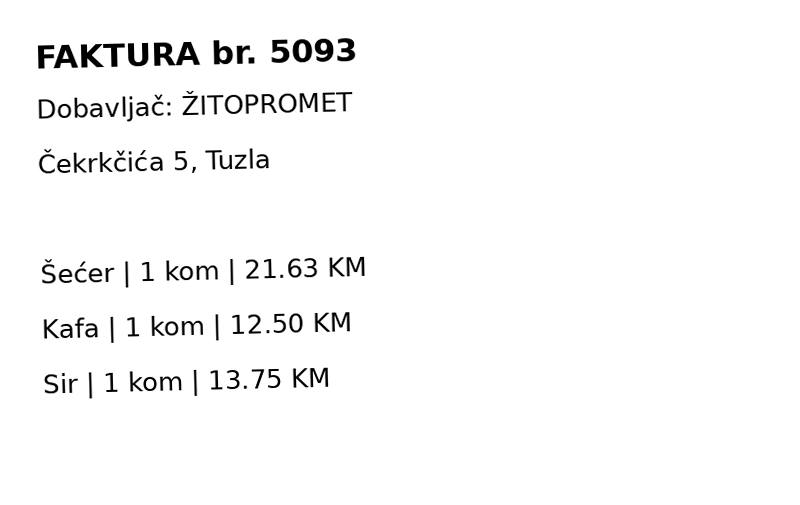 FAKTURA br. 5093
Dobavljač: ŽITOPROMET
Čekrkčića 5, Tuzla
Šećer | 1 kom | 21.63 KM
Kafa | 1 kom | 12.50 KM
Sir | 1 kom | 13.75 KM